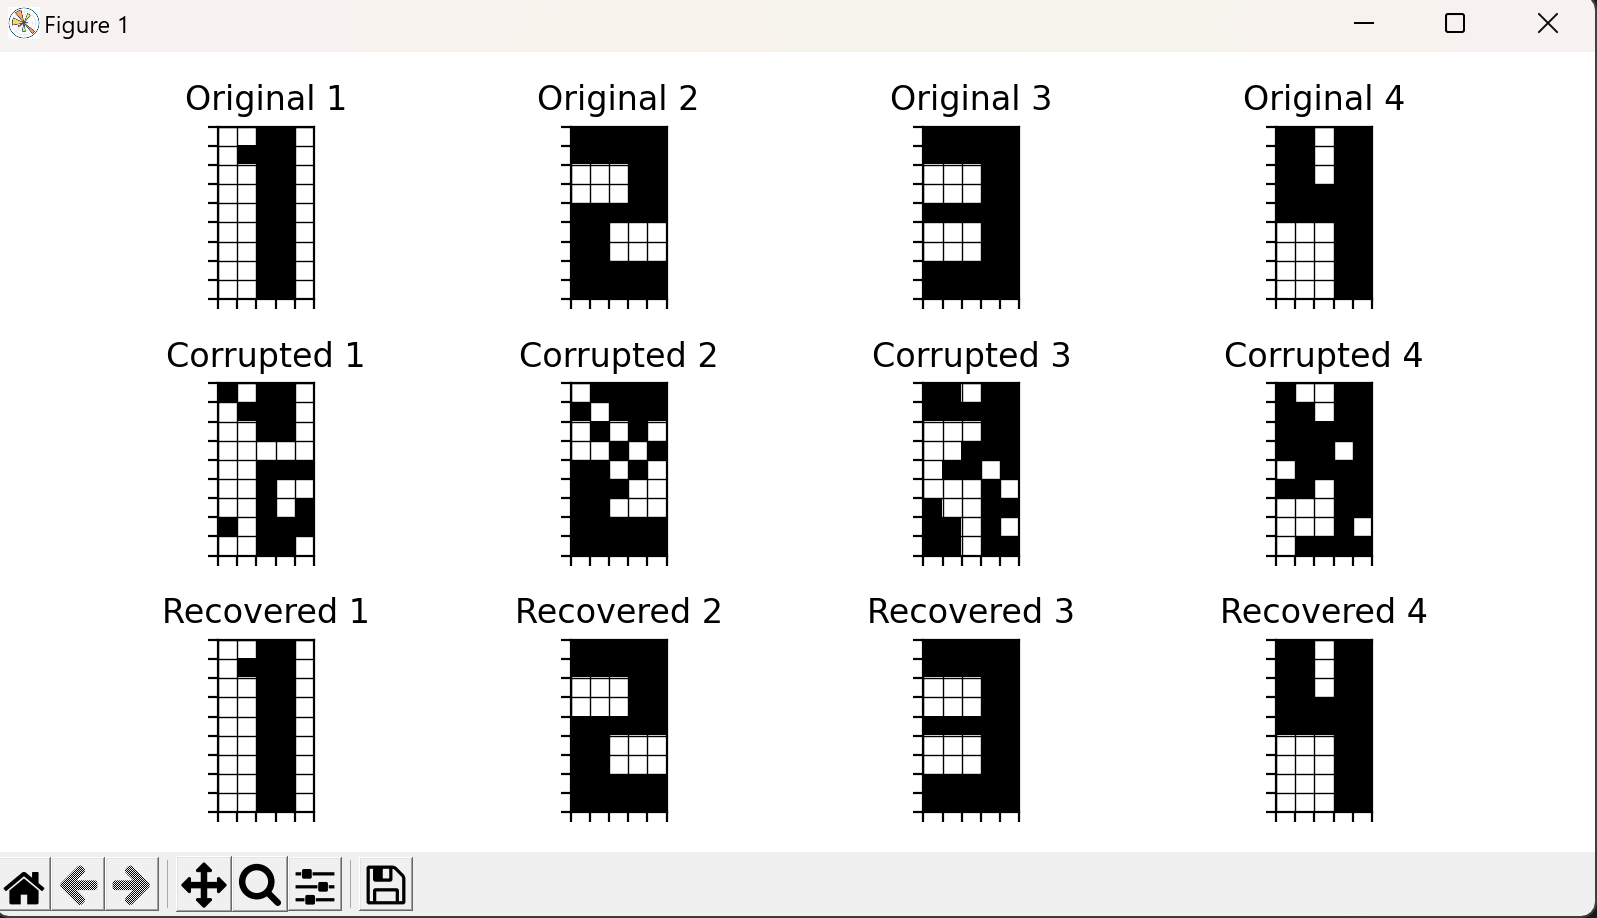 Figure 1
Original 1 Original 2 Original 3 Original 4
Corrupted 1 Corrupted 2 Corrupted 3 Corrupted 4
Recovered 1 Recovered 2 Recovered 3 Recovered 4